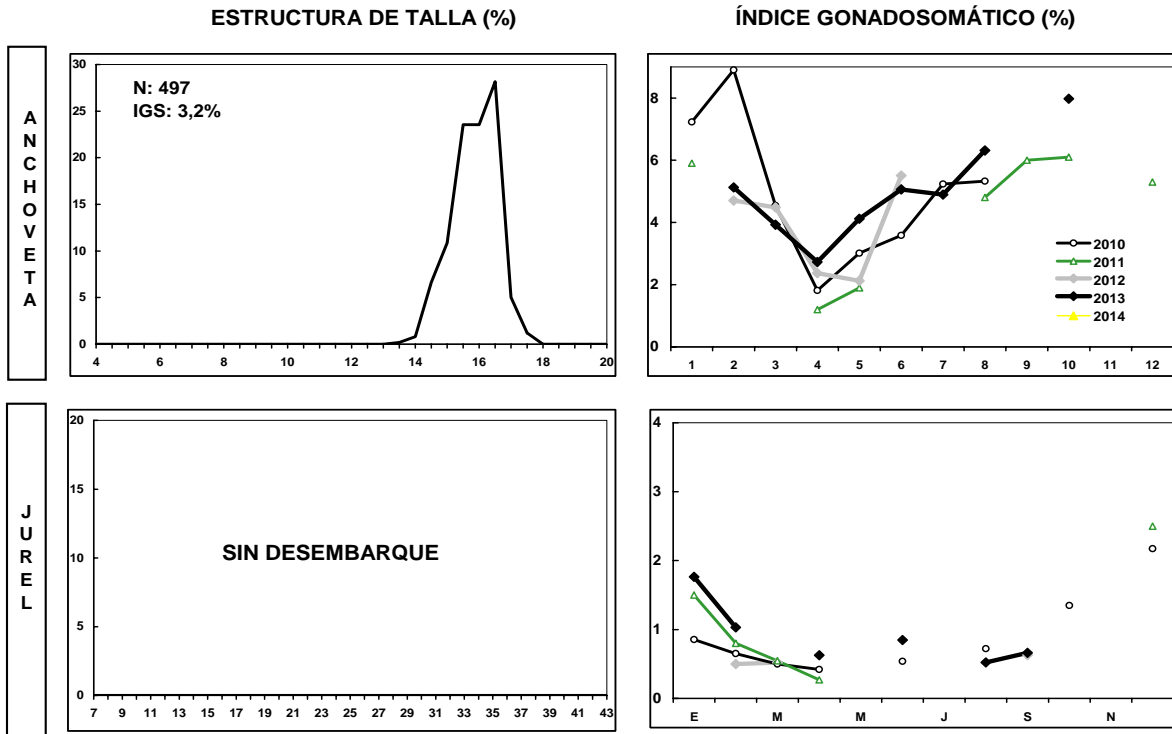 ESTRUCTURA DE TALLA (%)
ÍNDICE GONADOSOMÁTICO (%)
ANCHOVETA
30
25
20
15
10
5
0
N: 497
IGS: 3,2%
4 6 8 10 12 14 16 18 20
8
6
4
2
0
2010
2011
2012
2013
2014
1 2 3 4 5 6 7 8 9 10 12
JUREL
20
15
10
5
0
SIN DESEMBARQUE
7 9 11 13 15 17 19 21 23 25 27 29 31 33 35 37 39 41 43
4
3
2
1
0
E M M J S N